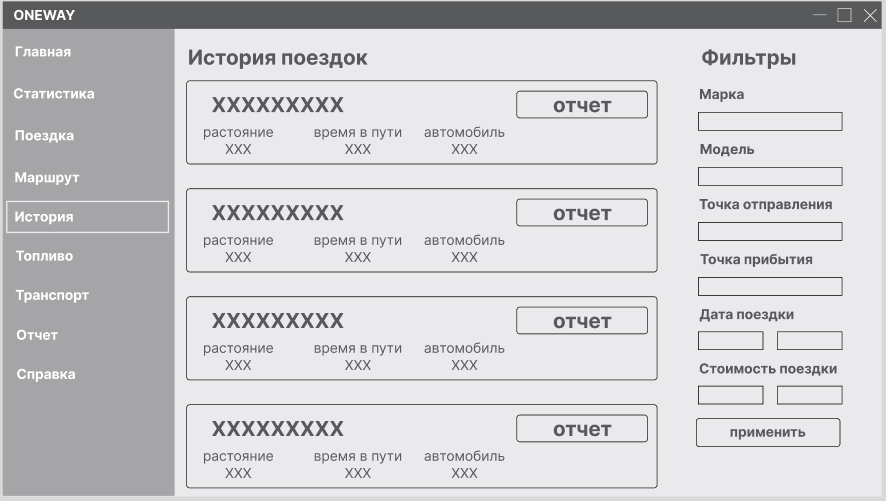 ONEWAY
Главная
Статистика
Поездка
Маршрут
История
Топливо
Транспорт
Отчет
Справка
История поездок
XXXXXXXXX
отчет
растояние время в пути автомобиль
XXX XXX XXX
XXXXXXXXX
отчет
растояние время в пути автомобиль
XXX XXX XXX
XXXXXXXXX
отчет
растояние время в пути автомобиль
XXX XXX XXX
XXXXXXXXX
отчет
растояние время в пути автомобиль
XXX XXX XXX
Фильтры
Марка
Модель
Точка отправления
Точка прибытия
Дата поездки
Стоимость поездки
применить